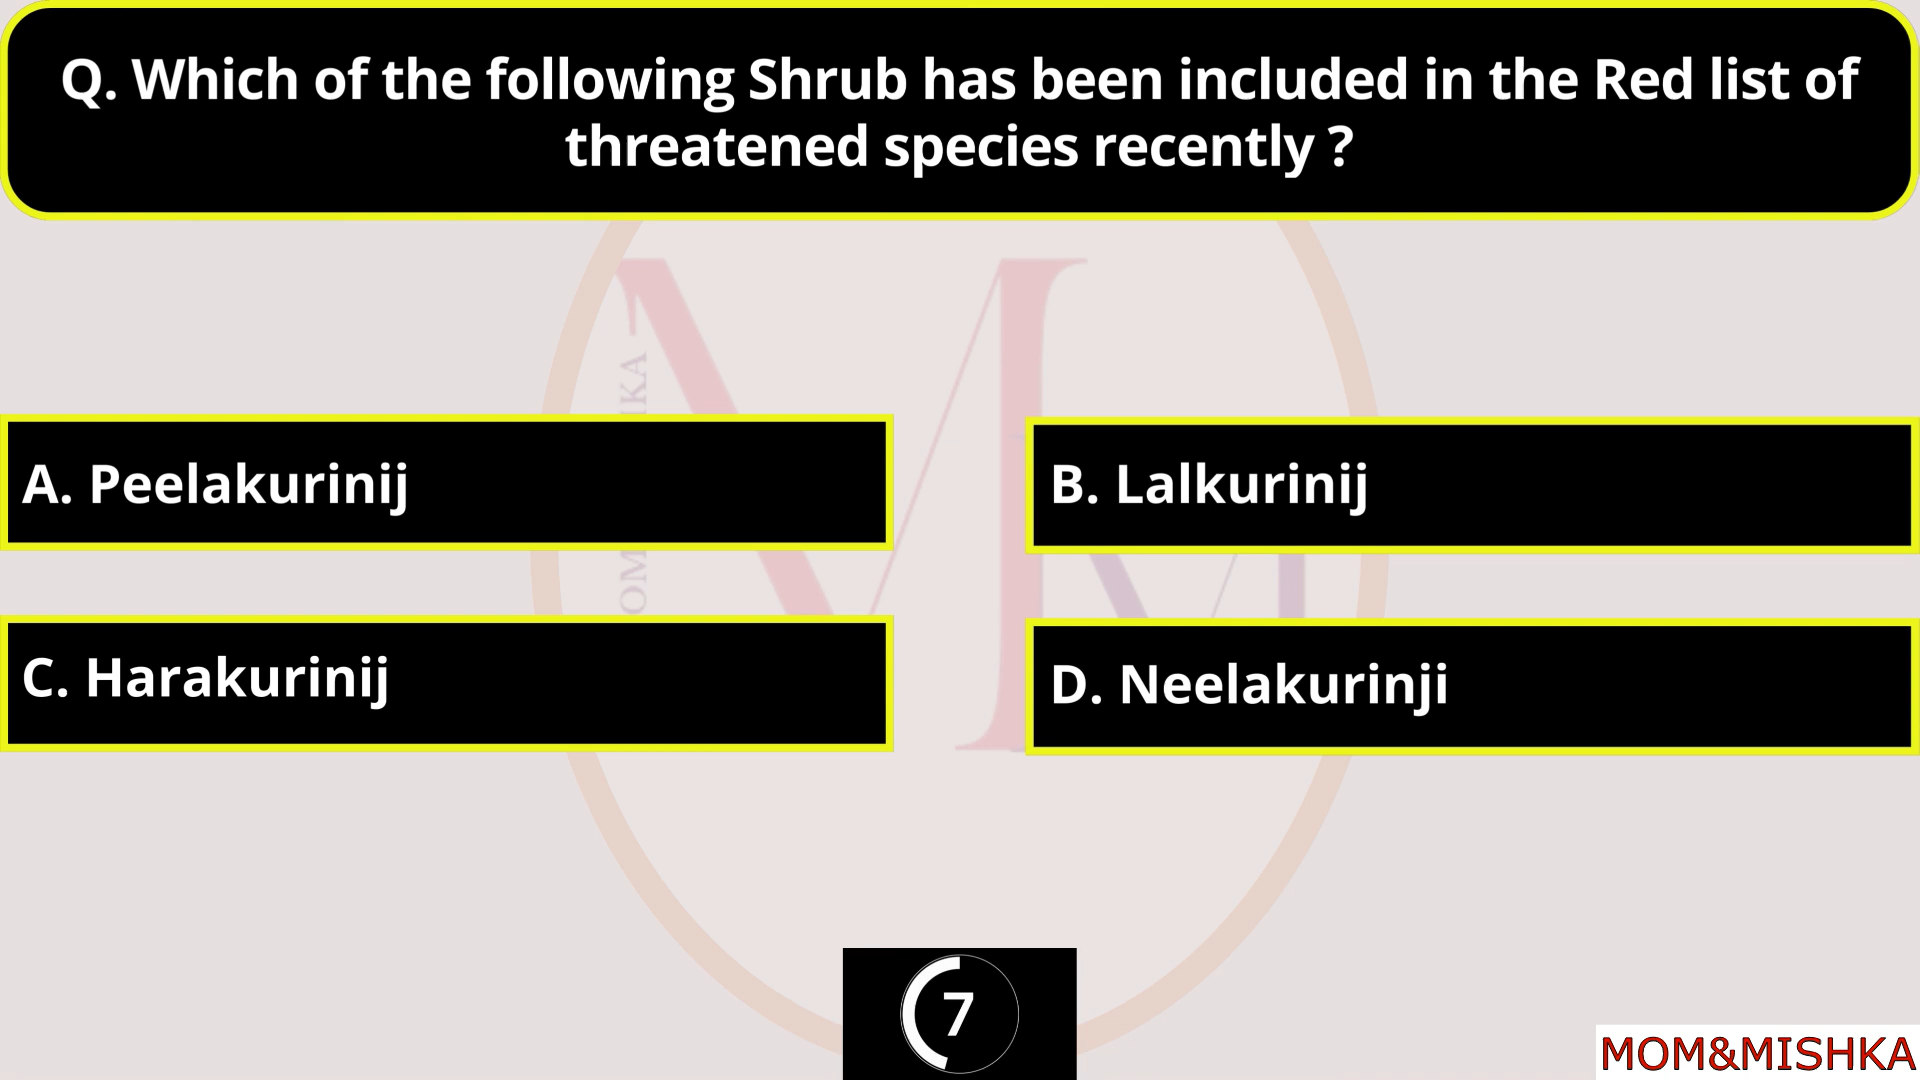 Q. Which of the following Shrub has been included in the Red list of
threatened species recently ?
A. Peelakurinij
B. Lalkurinij
C. Harakurinij
D. Neelakurinji
7
MOM&MISHKA